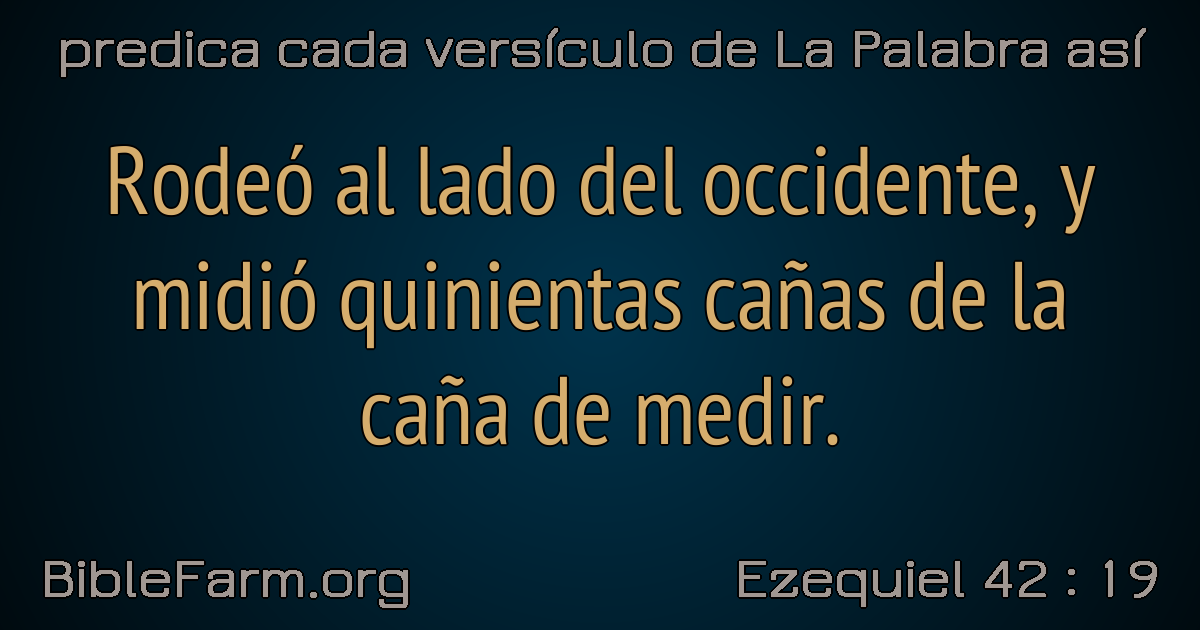 predica cada versículo de La Palabra así
Rodeó al lado del occidente, y
midió quinientas cañas de la
caña de medir.
BibleFarm.org
Ezequiel 42 : 19